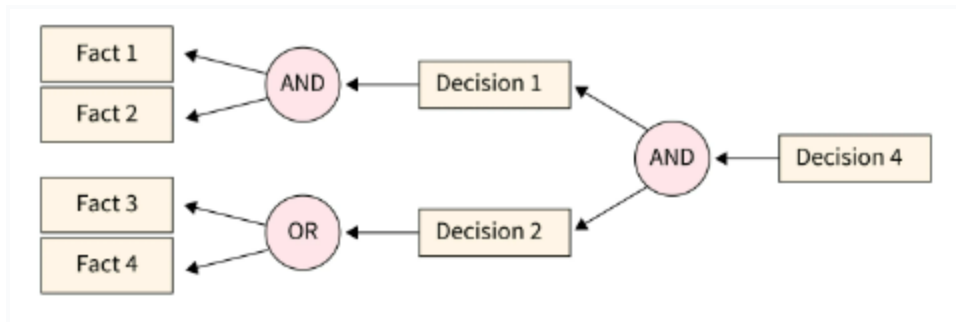 Fact 1
Fact 2
AND
Decision 1
AND
Decision 4
Fact 3
Fact 4
OR
Decision 2